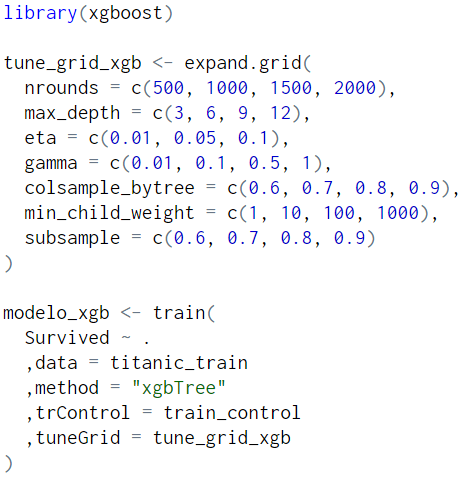 library(xgboost)
tune_grid_xgb <- expand.grid(
  nrounds = c(500, 1000, 1500, 2000),
  max_depth = c(3, 6, 9, 12),
  eta = c(0.01, 0.05, 0.1),
  gamma = c(0.01, 0.1, 0.5, 1),
  colsample_bytree = c(0.6, 0.7, 0.8, 0.9),
  min_child_weight = c(1, 10, 100, 1000),
  subsample = c(0.6, 0.7, 0.8, 0.9)
)
modelo_xgb <- train(
  Survived ~ .
  ,data = titanic_train
  ,method = "xgbTree"
  ,trControl = train_control
  ,tuneGrid = tune_grid_xgb
)